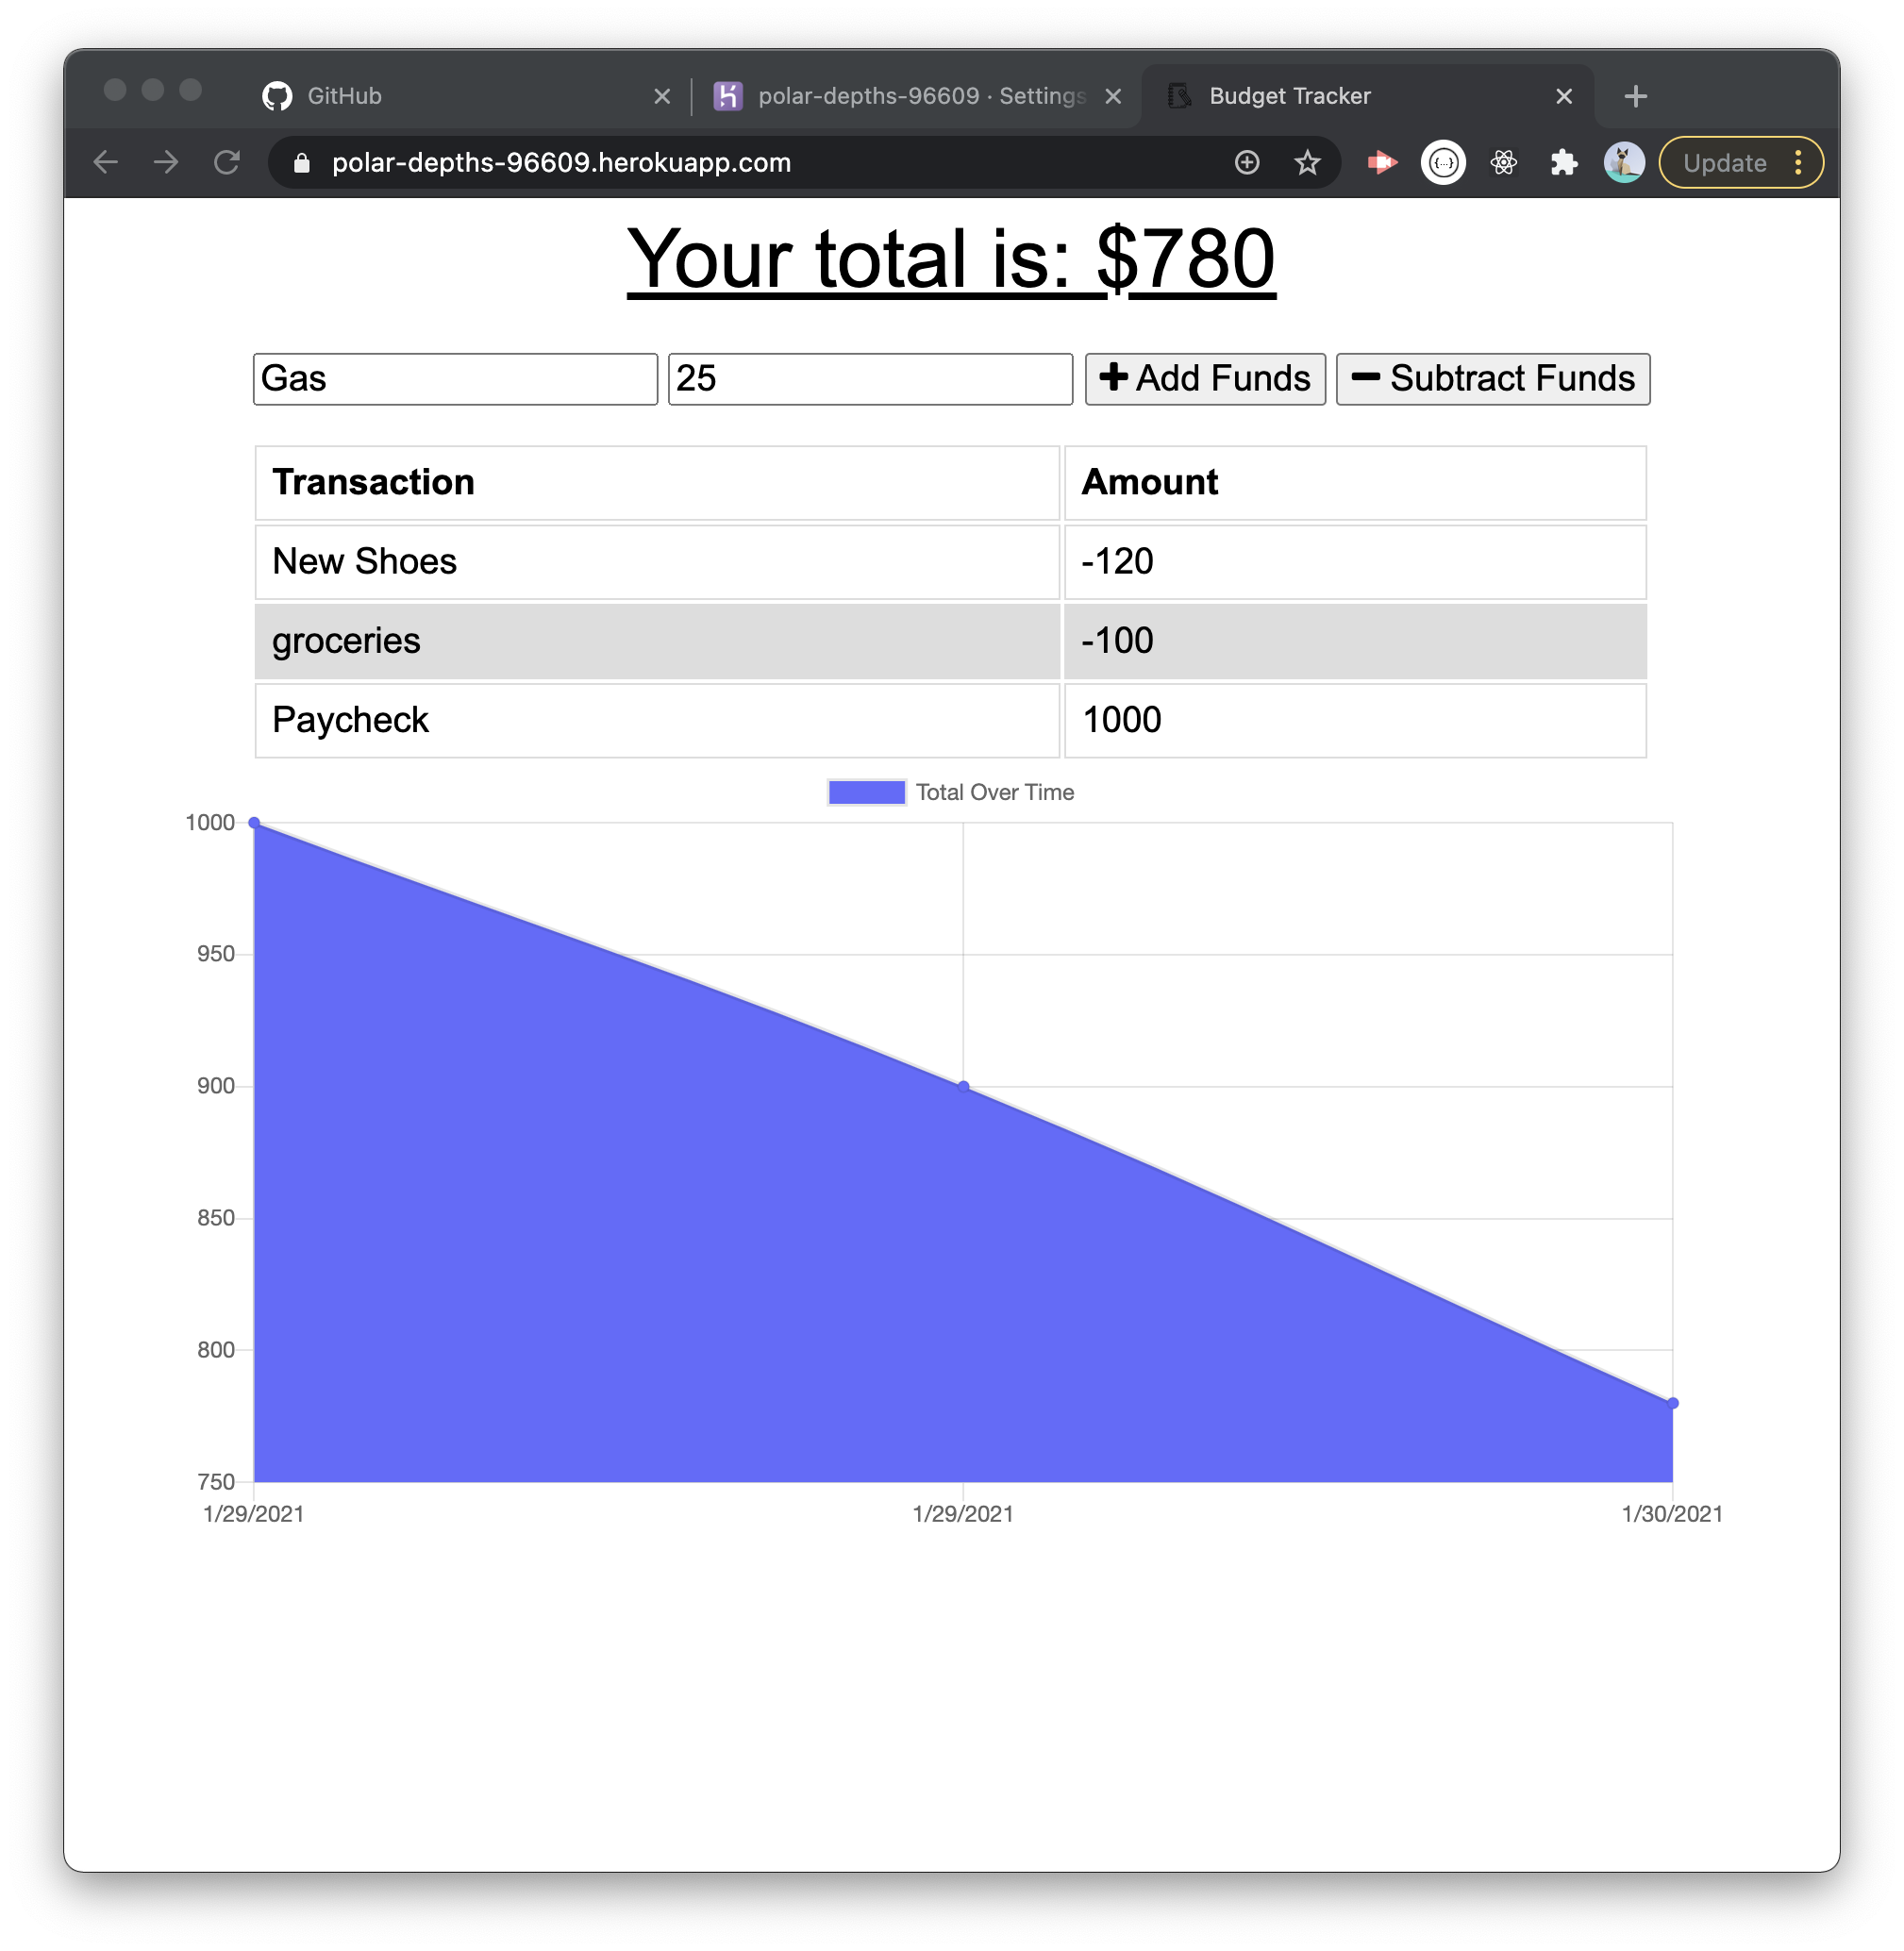 GitHub
polar-depths-96609 · Settings
Budget Tracker
polar-depths-96609.herokuapp.com
Update
Your total is: $780
Gas 25 Add Funds Subtract Funds
Transaction Amount
New Shoes -120
groceries -100
Paycheck 1000
Total Over Time
1000
950
900
850
800
750
1/29/2021 1/29/2021 1/30/2021